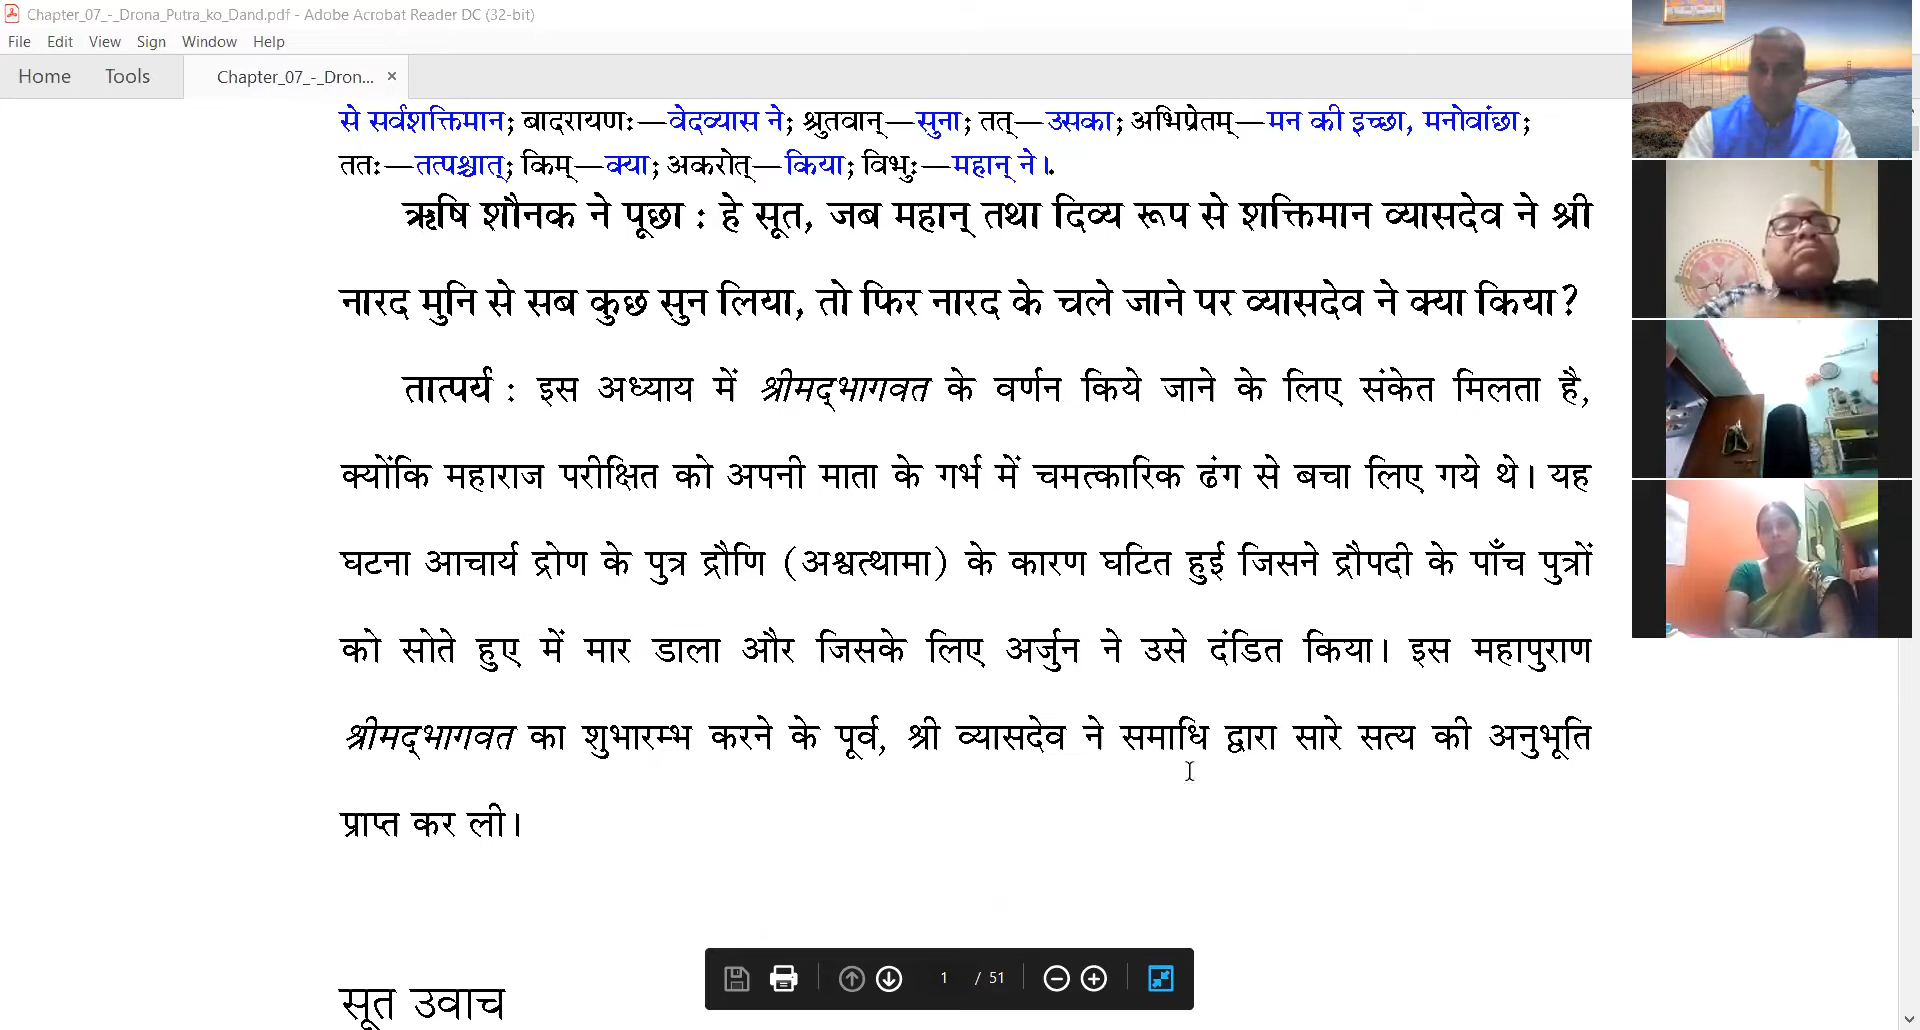 Chapter_07_-_Drona_Putra_ko_Dand.pdf - Adobe Acrobat Reader DC (32-bit)
File Edit View Sign Window Help
Home Tools Chapter_07_-_Dron... ×
से सर्वशक्तिमान; बादरायणः—वेदव्यास ने; श्रुतवान्—सुना; तत्—उसका; अभिप्रेतम्—मन की इच्छा, मनोवांछा;
ततः—तत्पश्चात्; किम्—क्या; अकरोत्—किया; विभुः—महान् ने।.
ऋषि शौनक ने पूछा : हे सूत, जब महान् तथा दिव्य रूप से शक्तिमान व्यासदेव ने श्री
नारद मुनि से सब कुछ सुन लिया, तो फिर नारद के चले जाने पर व्यासदेव ने क्या किया?
तात्पर्य : इस अध्याय में श्रीमद्भागवत के वर्णन किये जाने के लिए संकेत मिलता है,
क्योंकि महाराज परीक्षित को अपनी माता के गर्भ में चमत्कारिक ढंग से बचा लिए गये थे। यह
घटना आचार्य द्रोण के पुत्र द्रौणि (अश्वत्थामा) के कारण घटित हुई जिसने द्रौपदी के पाँच पुत्रों
को सोते हुए में मार डाला और जिसके लिए अर्जुन ने उसे दंडित किया। इस महापुराण
श्रीमद्भागवत का शुभारम्भ करने के पूर्व, श्री व्यासदेव ने समाधि द्वारा सारे सत्य की अनुभूति
प्राप्त कर ली।
सूत उवाच
1 / 51